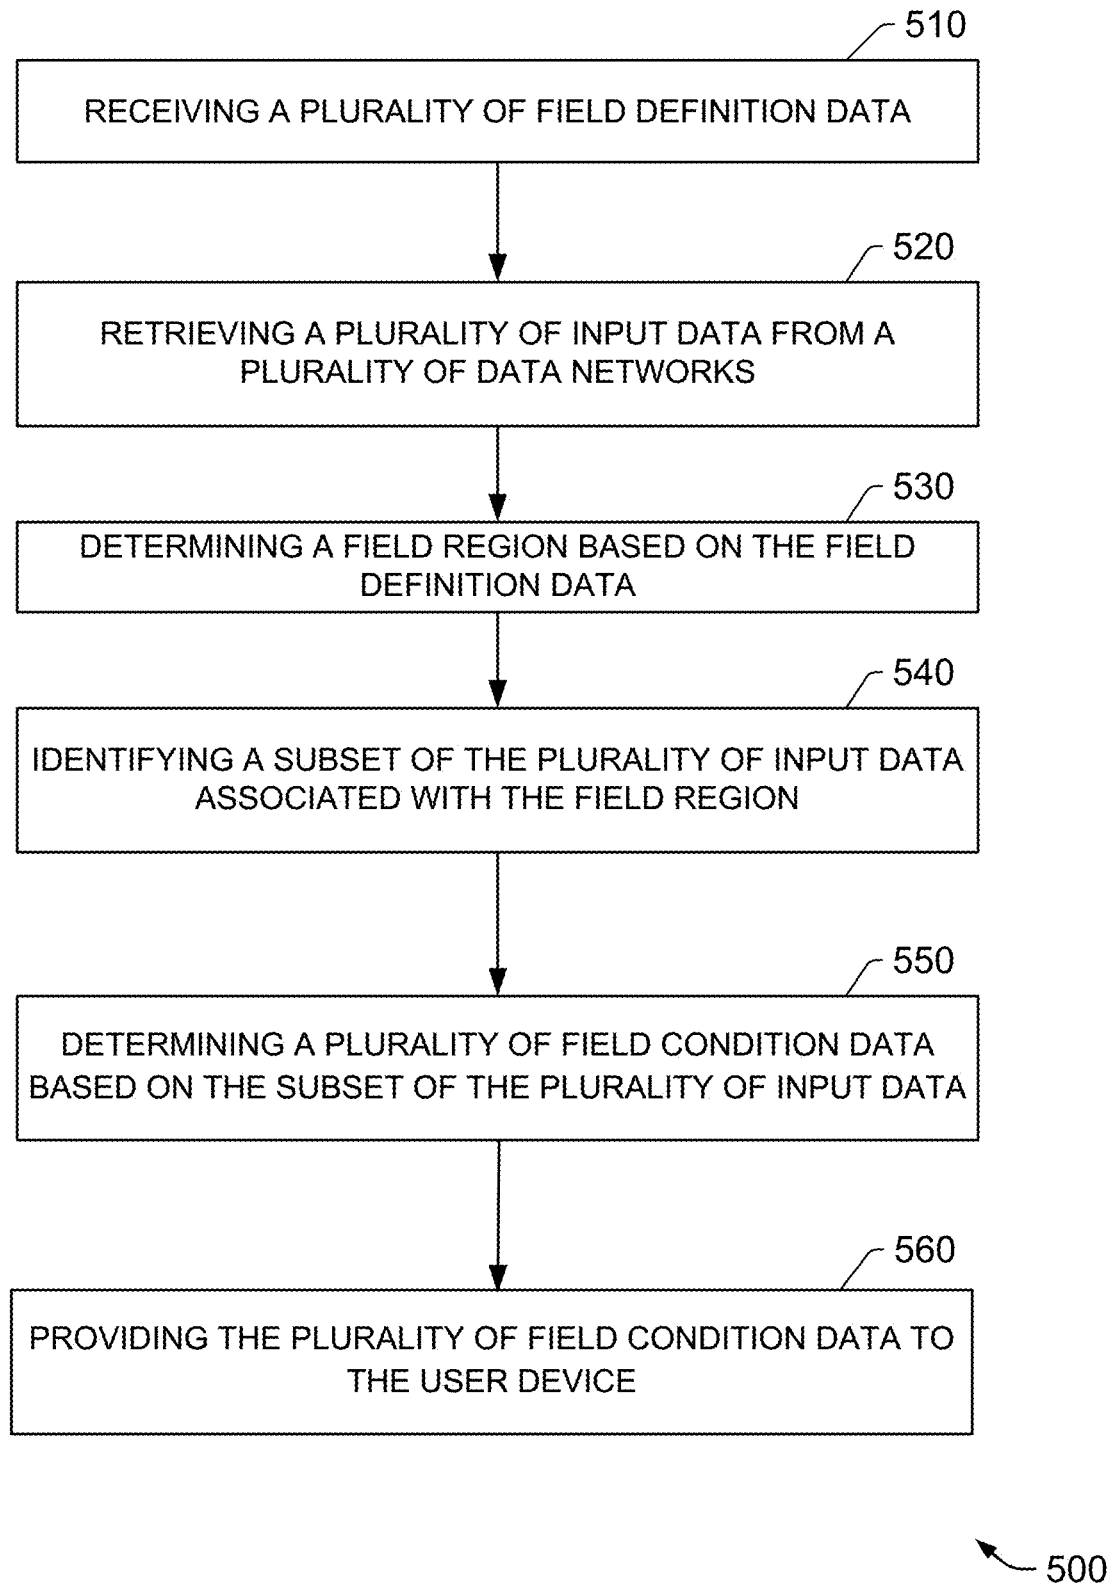 510
RECEIVING A PLURALITY OF FIELD DEFINITION DATA
520
RETRIEVING A PLURALITY OF INPUT DATA FROM A
PLURALITY OF DATA NETWORKS
530
DETERMINING A FIELD REGION BASED ON THE FIELD
DEFINITION DATA
540
IDENTIFYING A SUBSET OF THE PLURALITY OF INPUT DATA
ASSOCIATED WITH THE FIELD REGION
550
DETERMINING A PLURALITY OF FIELD CONDITION DATA
BASED ON THE SUBSET OF THE PLURALITY OF INPUT DATA
560
PROVIDING THE PLURALITY OF FIELD CONDITION DATA TO
THE USER DEVICE
500